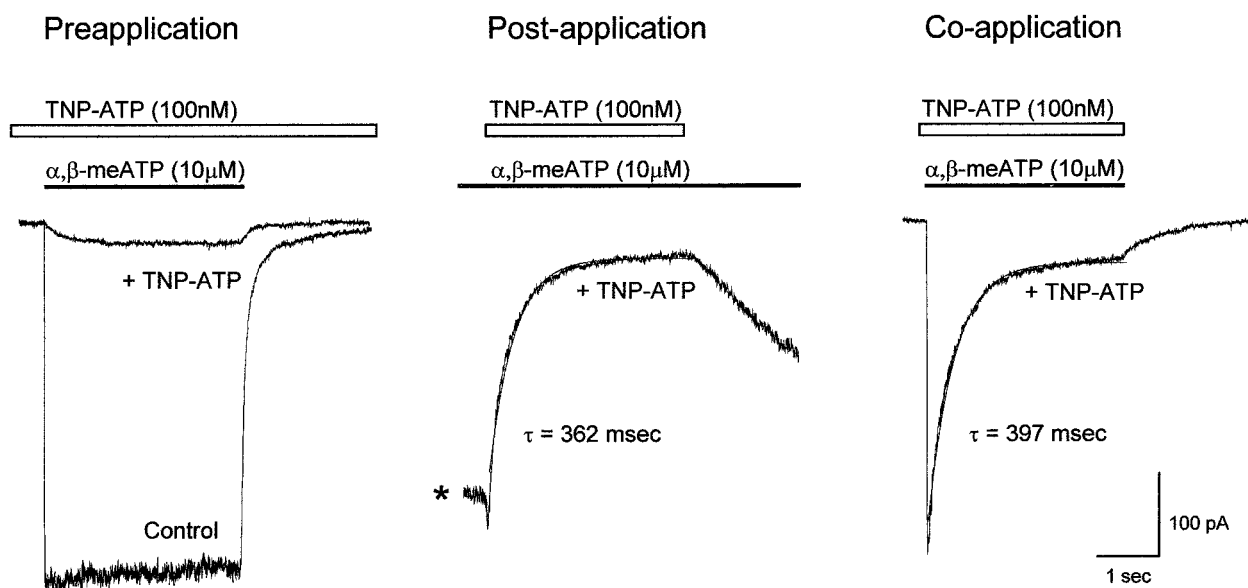 Preapplication
TNP-ATP (100nM)
α,β-meATP (10µM)
+ TNP-ATP
Control
Post-application
TNP-ATP (100nM)
α,β-meATP (10µM)
+ TNP-ATP
τ = 362 msec
*
Co-application
TNP-ATP (100nM)
α,β-meATP (10µM)
+ TNP-ATP
τ = 397 msec
100 pA
1 sec